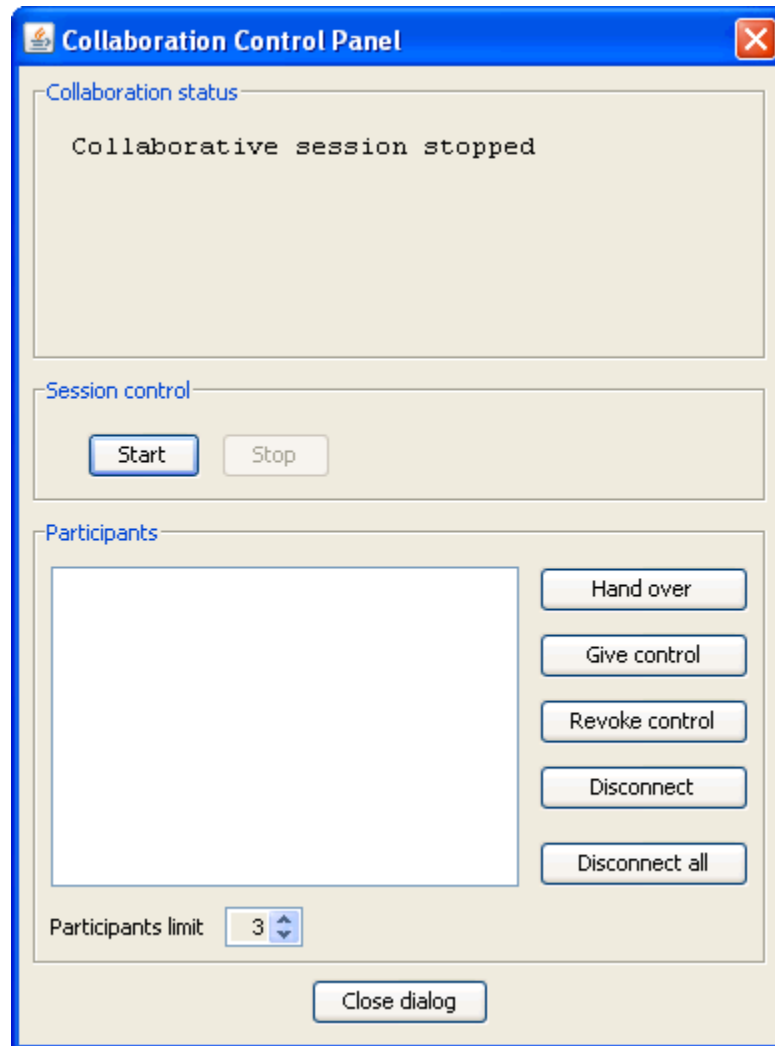 Collaboration Control Panel
Collaboration status
Collaborative session stopped
Session control
Start Stop
Participants
Hand over
Give control
Revoke control
Disconnect
Disconnect all
Participants limit 3
Close dialog